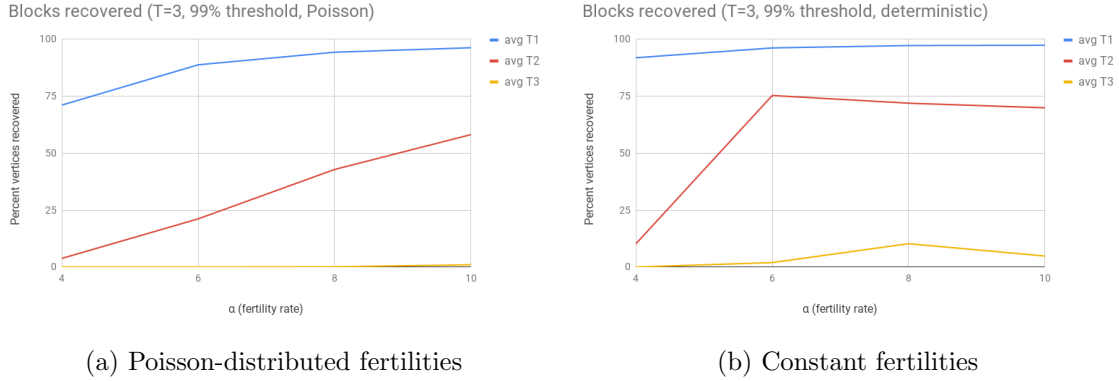 Blocks recovered (T=3, 99% threshold, Poisson)
100
75
50
25
0
4
6
8
10
Percent vertices recovered
α (fertility rate)
avg T1
avg T2
avg T3
(a) Poisson-distributed fertilities
Blocks recovered (T=3, 99% threshold, deterministic)
100
75
50
25
0
4
6
8
10
Percent vertices recovered
α (fertility rate)
avg T1
avg T2
avg T3
(b) Constant fertilities